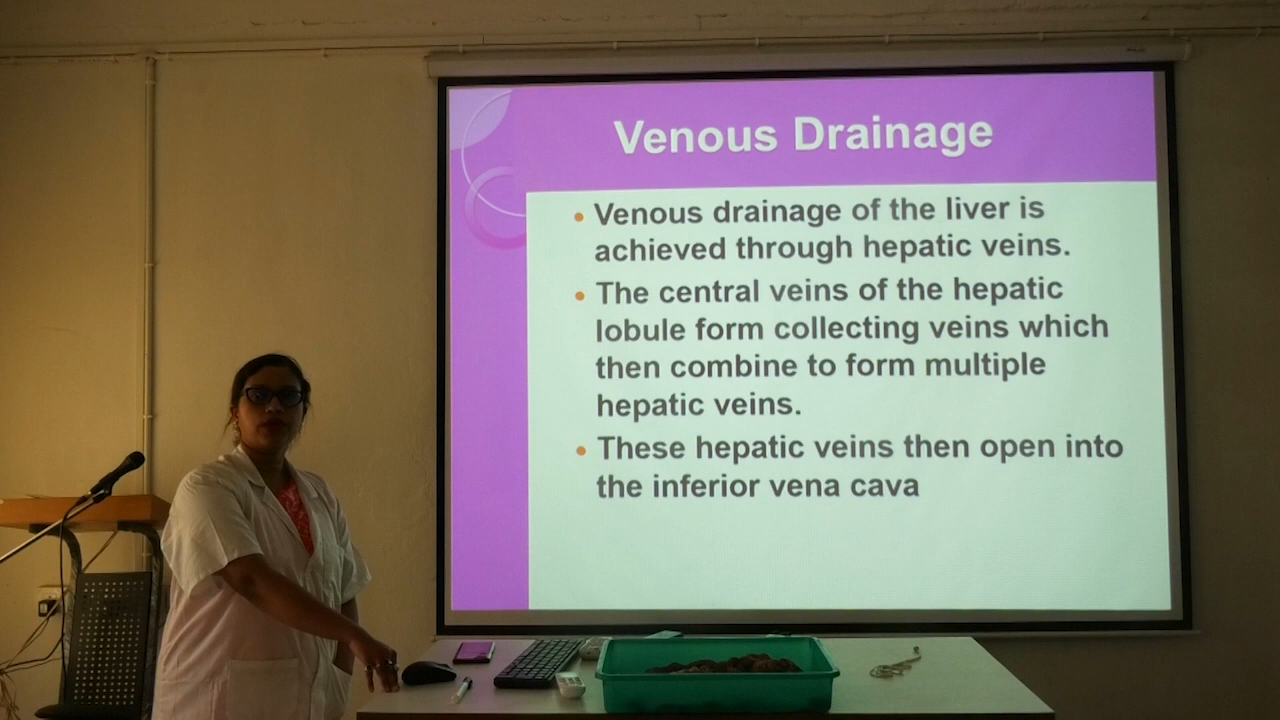 Venous Drainage
• Venous drainage of the liver is
achieved through hepatic veins.
• The central veins of the hepatic
lobule form collecting veins which
then combine to form multiple
hepatic veins.
• These hepatic veins then open into
the inferior vena cava